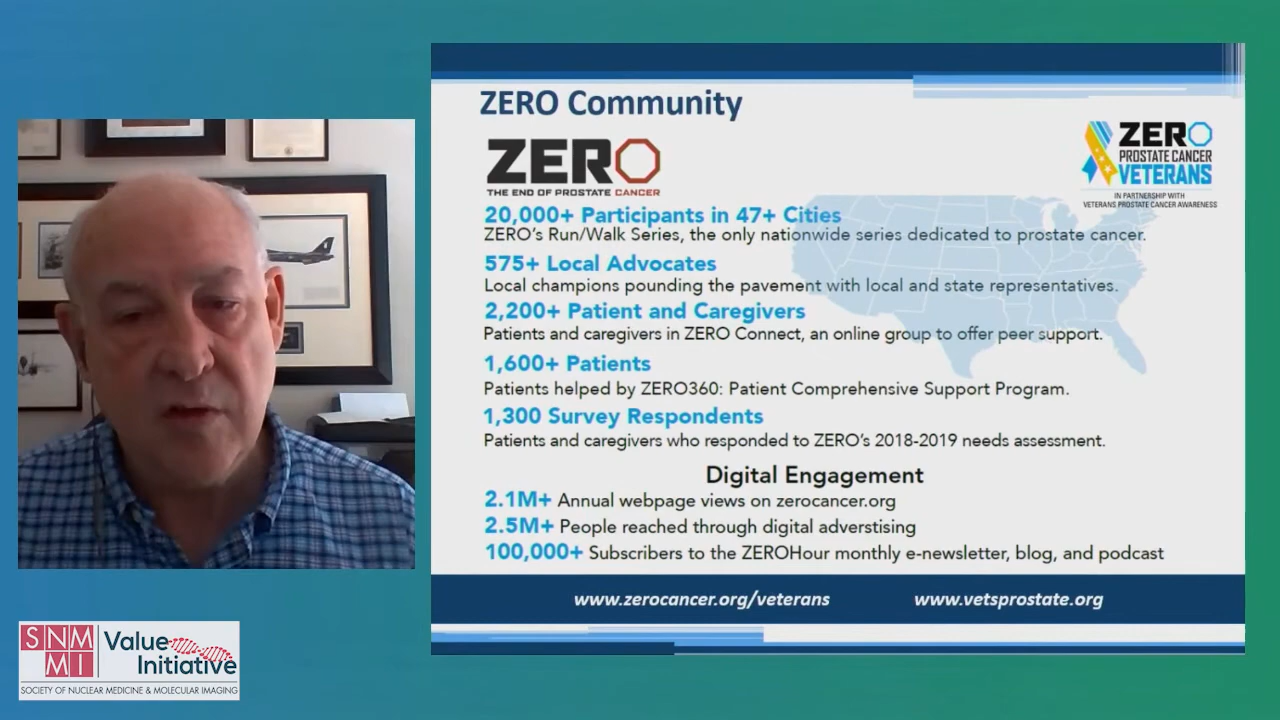 ZERO Community
ZERO
THE END OF PROSTATE CANCER
ZERO
PROSTATE CANCER
VETERANS
IN PARTNERSHIP WITH
VETERANS PROSTATE CANCER AWARENESS
20,000+ Participants in 47+ Cities
ZERO's Run/Walk Series, the only nationwide series dedicated to prostate cancer.
575+ Local Advocates
Local champions pounding the pavement with local and state representatives.
2,200+ Patient and Caregivers
Patients and caregivers in ZERO Connect, an online group to offer peer support.
1,600+ Patients
Patients helped by ZERO360: Patient Comprehensive Support Program.
1,300 Survey Respondents
Patients and caregivers who responded to ZERO's 2018-2019 needs assessment.
Digital Engagement
2.1M+ Annual webpage views on zerocancer.org
2.5M+ People reached through digital adverstising
100,000+ Subscribers to the ZEROHour monthly e-newsletter, blog, and podcast
www.zerocancer.org/veterans www.vetsprostate.org
SNM
MI
Value
Initiative
SOCIETY OF NUCLEAR MEDICINE & MOLECULAR IMAGING